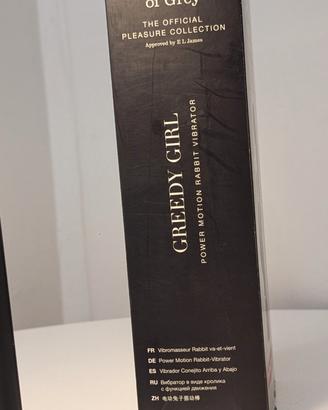 of Grey
THE OFFICIAL
PLEASURE COLLECTION
Approved by E L James
GREEDY GIRL
POWER MOTION RABBIT VIBRATOR
FR Vibromasseur Rabbit va-et-vient
DE Power Motion Rabbit-Vibrator
ES Vibrador Conejito Arriba y Abajo
RU Вибратор в виде кролика
с функцией движения
ZH 电动兔子振动棒